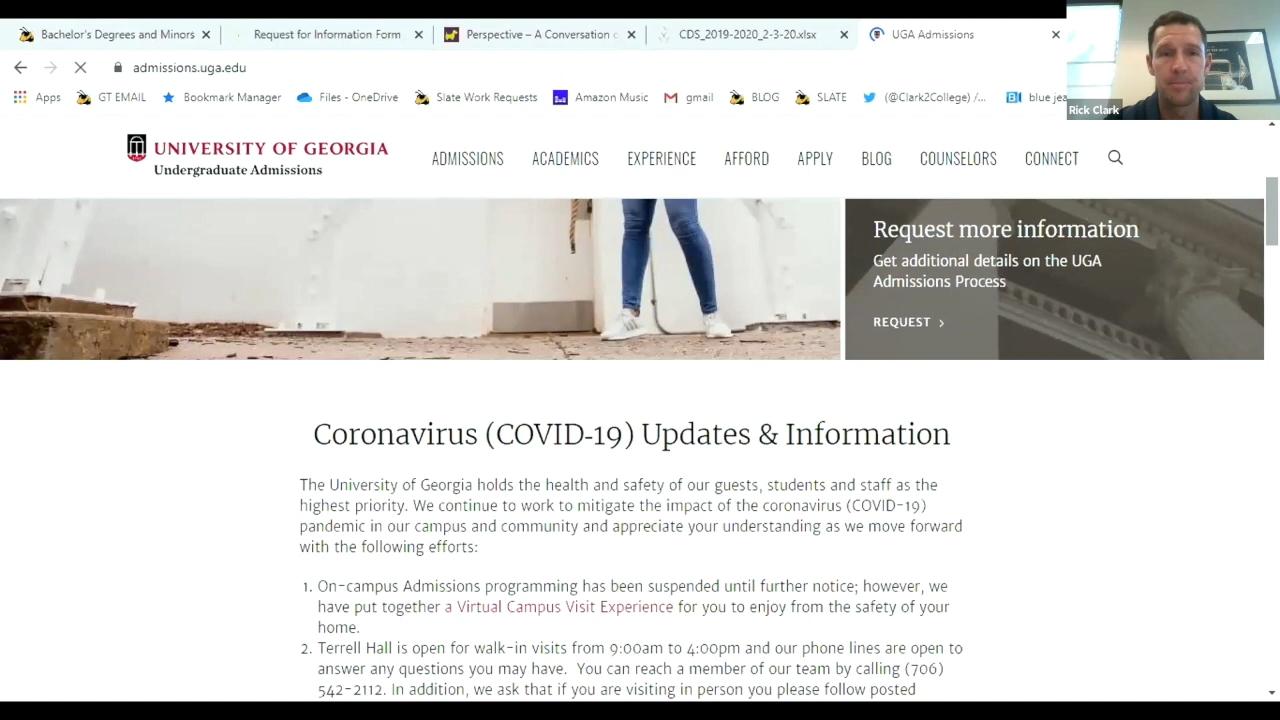 Bachelor's Degrees and Minors
Request for Information Form
Perspective – A Conversation
CDS_2019-2020_2-3-20.xlsx
UGA Admissions
admissions.uga.edu
Apps
GT EMAIL
Bookmark Manager
Files - OneDrive
Slate Work Requests
Amazon Music
gmail
BLOG
SLATE
(@Clark2College) /...
blue
Rick Clark
UNIVERSITY OF GEORGIA
Undergraduate Admissions
ADMISSIONS
ACADEMICS
EXPERIENCE
AFFORD
APPLY
BLOG
COUNSELORS
CONNECT
Request more information
Get additional details on the UGA
Admissions Process
REQUEST >
Coronavirus (COVID-19) Updates & Information
The University of Georgia holds the health and safety of our guests, students and staff as the
highest priority. We continue to work to mitigate the impact of the coronavirus (COVID-19)
pandemic in our campus and community and appreciate your understanding as we move forward
with the following efforts:
1. On-campus Admissions programming has been suspended until further notice; however, we
have put together a Virtual Campus Visit Experience for you to enjoy from the safety of your
home.
2. Terrell Hall is open for walk-in visits from 9:00am to 4:00pm and our phone lines are open to
answer any questions you may have. You can reach a member of our team by calling (706)
542-2112. In addition, we ask that if you are visiting in person you please follow posted